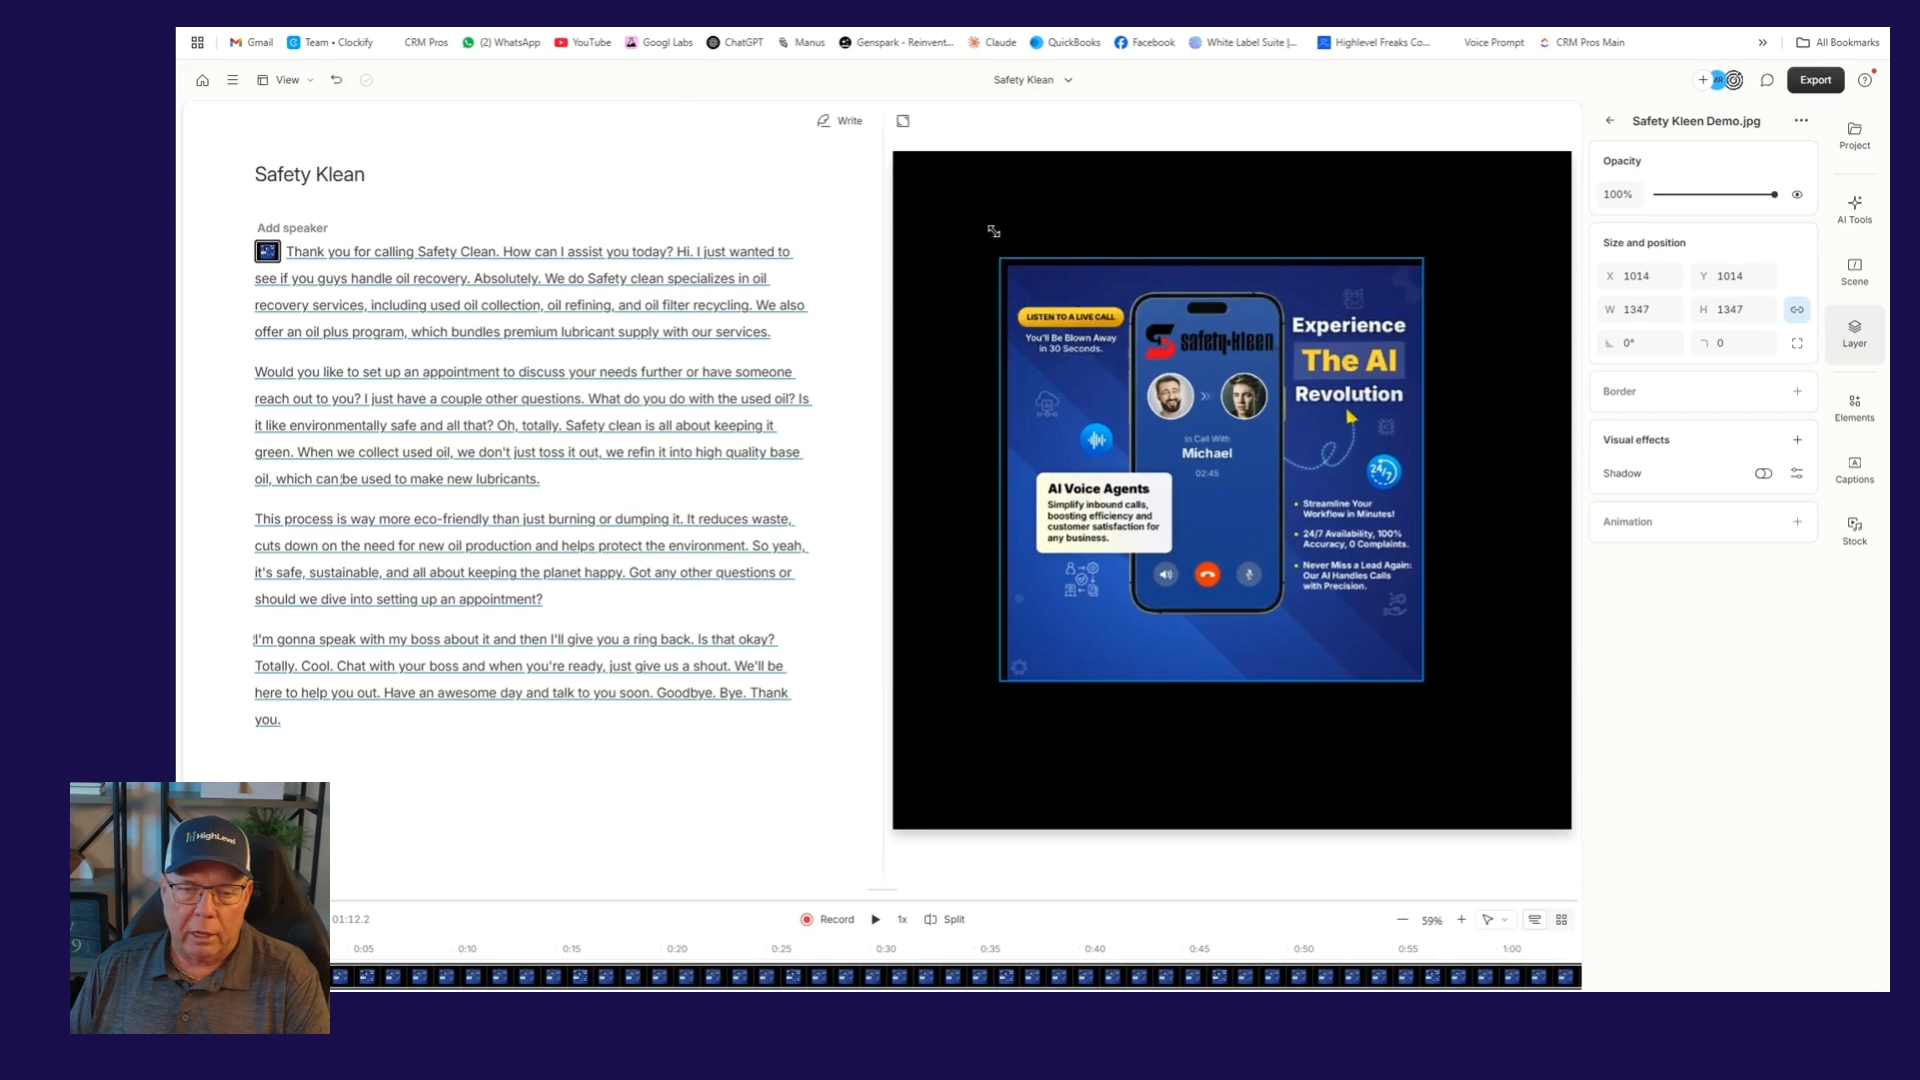 Gmail Team • Clockify CRM Pros (2) WhatsApp YouTube Googl Labs ChatGPT Manus Genspark - Reinvent... Claude QuickBooks Facebook White Label Suite |... Highlevel Freaks Co... Voice Prompt CRM Pros Main » All Bookmarks
View Safety Klean Export
Write
Safety Klean
Add speaker
Thank you for calling Safety Clean. How can I assist you today? Hi. I just wanted to
see if you guys handle oil recovery. Absolutely. We do Safety clean specializes in oil
recovery services, including used oil collection, oil refining, and oil filter recycling. We also
offer an oil plus program, which bundles premium lubricant supply with our services.
Would you like to set up an appointment to discuss your needs further or have someone
reach out to you? I just have a couple other questions. What do you do with the used oil? Is
it like environmentally safe and all that? Oh, totally. Safety clean is all about keeping it
green. When we collect used oil, we don't just toss it out, we refin it into high quality base
oil, which can be used to make new lubricants.
This process is way more eco-friendly than just burning or dumping it. It reduces waste,
cuts down on the need for new oil production and helps protect the environment. So yeah,
it's safe, sustainable, and all about keeping the planet happy. Got any other questions or
should we dive into setting up an appointment?
I'm gonna speak with my boss about it and then I'll give you a ring back. Is that okay?
Totally. Cool. Chat with your boss and when you're ready, just give us a shout. We'll be
here to help you out. Have an awesome day and talk to you soon. Goodbye. Bye. Thank
you.
LISTEN TO A LIVE CALL
You'll Be Blown Away
in 30 Seconds.
safety-kleen
In Call With
Michael
02:45
AI Voice Agents
Simplify inbound calls,
boosting efficiency and
customer satisfaction for
any business.
Experience
The AI
Revolution
24/7
• Streamline Your
Workflow in Minutes!
• 24/7 Availability, 100%
Accuracy, 0 Complaints.
• Never Miss a Lead Again:
Our AI Handles Calls
with Precision.
Safety Kleen Demo.jpg
Opacity
100%
Size and position
X 1014 Y 1014
W 1347 H 1347
0° 0
Border
Visual effects
Shadow
Animation
Project
AI Tools
Scene
Layer
Elements
Captions
Stock
01:12.2 Record 1x Split 59%
0:05 0:10 0:15 0:20 0:25 0:30 0:35 0:40 0:45 0:50 0:55 1:00
HighLevel